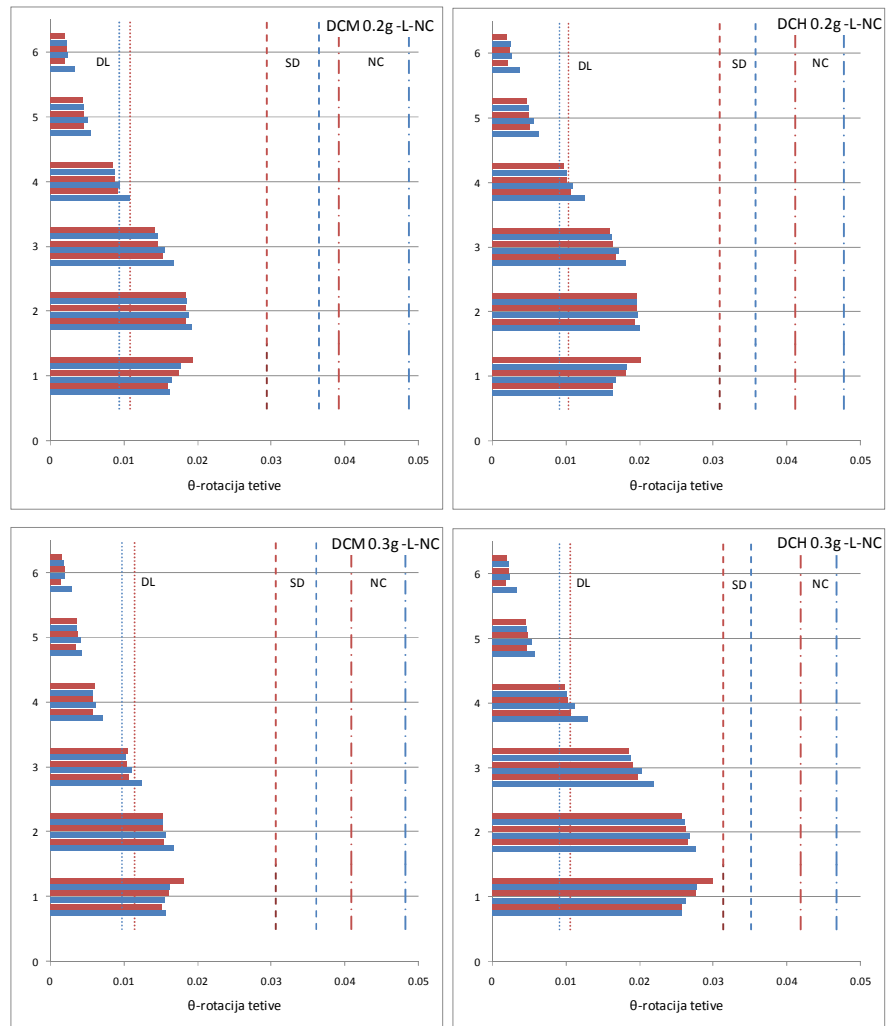 DCM 0.2g -L-NC
6
DL
SD
NC
5
4
3
2
1
0
0 0.01 0.02 0.03 0.04 0.05
θ-rotacija tetive
DCH 0.2g -L-NC
6
DL
SD
NC
5
4
3
2
1
0
0 0.01 0.02 0.03 0.04 0.05
θ-rotacija tetive
DCM 0.3g -L-NC
6
DL
SD
NC
5
4
3
2
1
0
0 0.01 0.02 0.03 0.04 0.05
θ-rotacija tetive
DCH 0.3g -L-NC
6
DL
SD
NC
5
4
3
2
1
0
0 0.01 0.02 0.03 0.04 0.05
θ-rotacija tetive